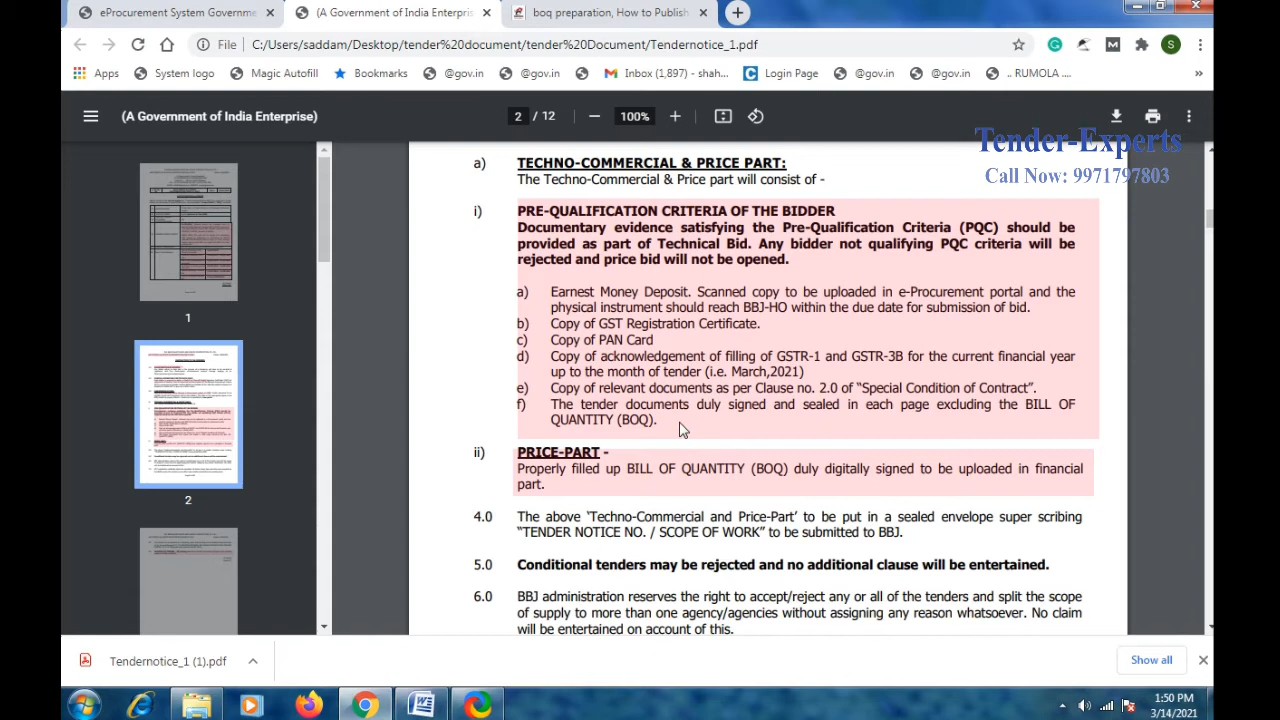 eProcurement System Governme
(A Government of India Enterpris
boq preparation, How to Publish
File
C:/Users/saddam/Desktop/tender%20document/tender%20Document/Tendernotice_1.pdf
S
Apps
System logo
Magic Autofill
Bookmarks
@gov.in
@gov.in
Inbox (1,897) - shah...
Login Page
@gov.in
@gov.in
.. RUMOLA ....
»
(A Government of India Enterprise)
2 / 12
100%
Tender-Experts
Call Now: 9971797803
1
2
a) TECHNO-COMMERCIAL & PRICE PART:
The Techno-Commercial & Price part will consist of -
i) PRE-QUALIFICATION CRITERIA OF THE BIDDER
Documentary evidence satisfying the Pre-Qualification Criteria (PQC) should be
provided as part of Technical Bid. Any bidder not qualifying PQC criteria will be
rejected and price bid will not be opened.
a) Earnest Money Deposit. Scanned copy to be uploaded in e-Procurement portal and the
physical instrument should reach BBJ-HO within the due date for submission of bid.
b) Copy of GST Registration Certificate.
c) Copy of PAN Card
d) Copy of acknowledgement of filling of GSTR-1 and GSTR-3B for the current financial year
up to the month of tender (i.e. March,2021)
e) Copy of export documents as per Clause no. 2.0 of "Special Condition of Contract".
f) The tender documents duly signed and sealed in each page excluding the BILL OF
QUANTITY (BOQ).
ii) PRICE-PART -
Properly filled in BILL OF QUANTITY (BOQ) duly digitally signed to be uploaded in financial
part.
4.0 The above ‘Techno-Commercial and Price-Part’ to be put in a sealed envelope super scribing
“TENDER NOTICE NO. / SCOPE OF WORK” to be submitted to BBJ.
5.0 Conditional tenders may be rejected and no additional clause will be entertained.
6.0 BBJ administration reserves the right to accept/reject any or all of the tenders and split the scope
of supply to more than one agency/agencies without assigning any reason whatsoever. No claim
will be entertained on account of this.
Tendernotice_1 (1).pdf
Show all
1:50 PM
3/14/2021